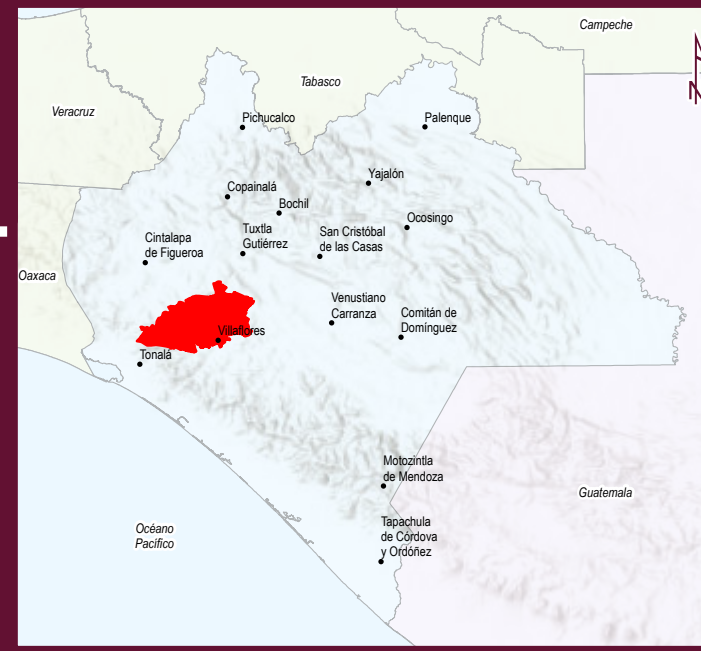 Campeche
Tabasco
Veracruz
Pichucalco
Palenque
Yajalón
Copainalá
Bochil
Ocosingo
Tuxtla
Gutiérrez
San Cristóbal
de las Casas
Cintalapa
de Figueroa
Oaxaca
Venustiano
Carranza
Comitán de
Domínguez
Villaflores
Tonalá
Motozintla
de Mendoza
Guatemala
Océano
Pacífico
Tapachula
de Córdova
y Ordóñez